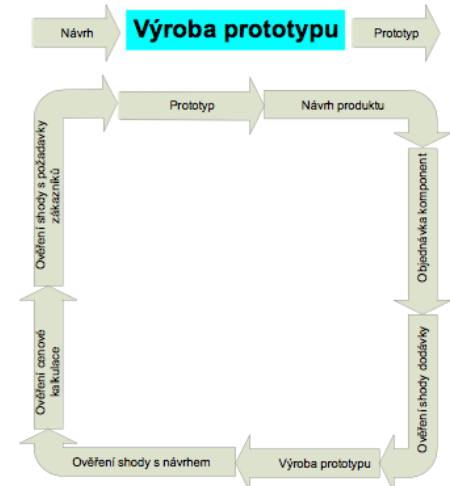 Návrh
Výroba prototypu
Prototyp
Prototyp
Návrh produktu
Objednávka komponent
Ověření shody dodávky
Výroba prototypu
Ověření shody s návrhem
Ověření cenové
kalkulace
Ověření shody s požadavky
zákazníků